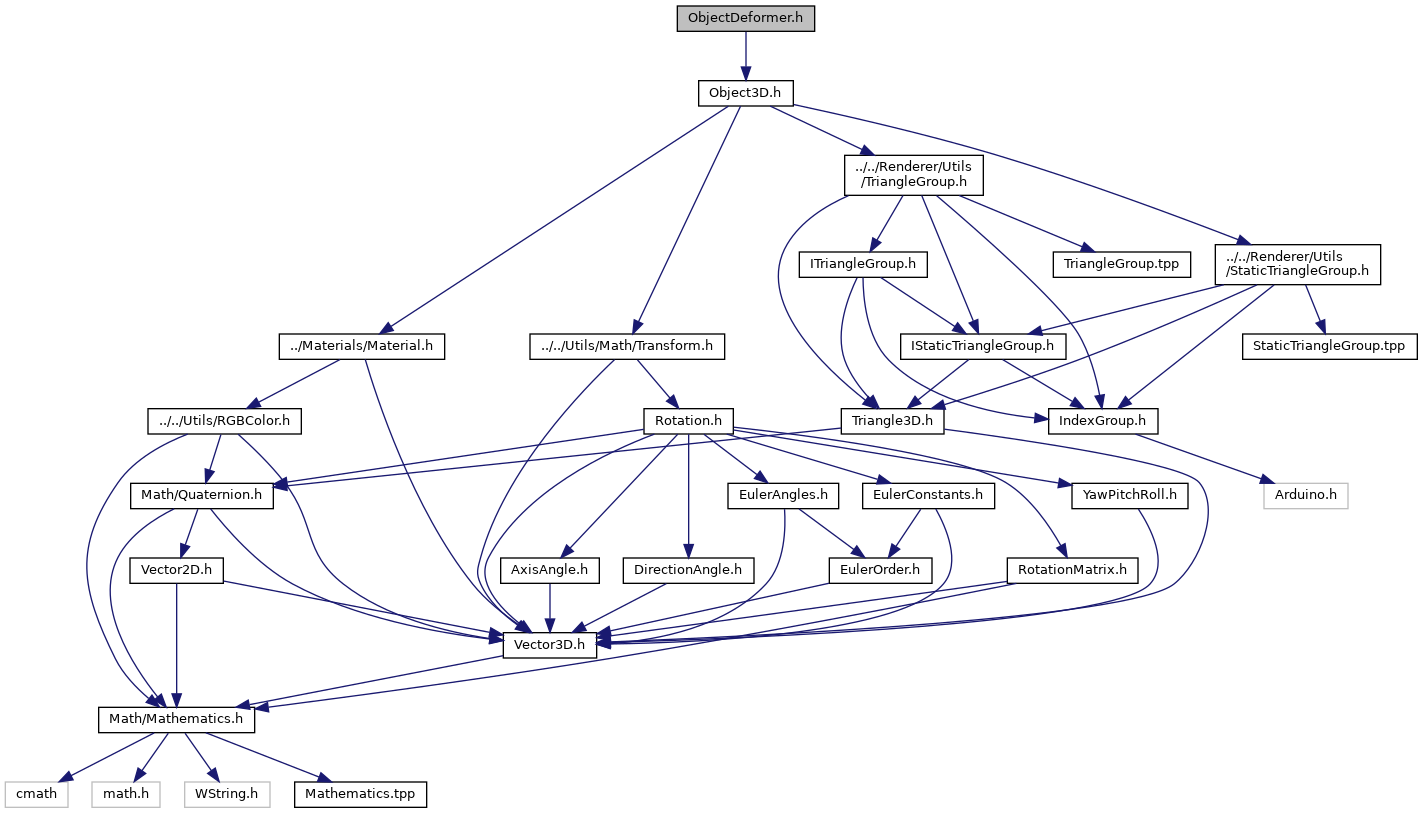 ObjectDeformer.h
Object3D.h
../../Renderer/Utils
/TriangleGroup.h
ITriangleGroup.h
TriangleGroup.tpp
../../Renderer/Utils
/StaticTriangleGroup.h
../Materials/Material.h
../../Utils/Math/Transform.h
IStaticTriangleGroup.h
StaticTriangleGroup.tpp
../../Utils/RGBColor.h
Rotation.h
Triangle3D.h
IndexGroup.h
Math/Quaternion.h
EulerAngles.h
EulerConstants.h
YawPitchRoll.h
Arduino.h
Vector2D.h
AxisAngle.h
DirectionAngle.h
EulerOrder.h
RotationMatrix.h
Vector3D.h
Math/Mathematics.h
cmath
math.h
WString.h
Mathematics.tpp